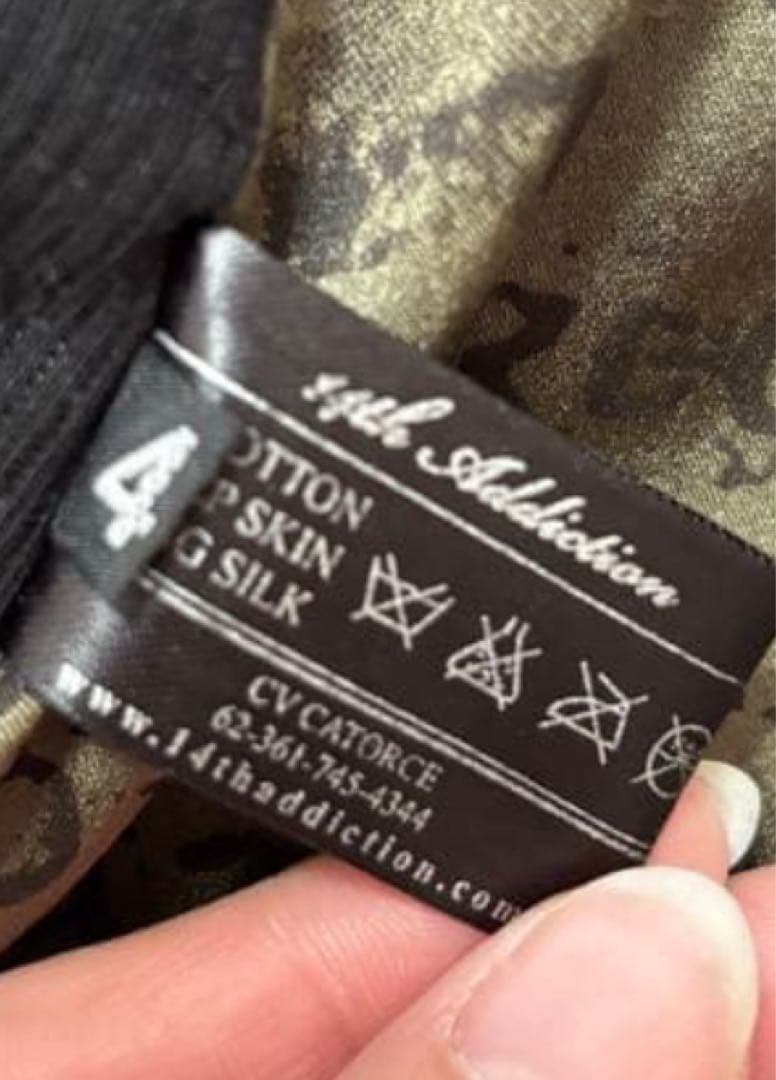 14th Addiction
4
OTTON
P SKIN
G SILK
CV CATORCE
62-361-745-4344
www.14thaddiction.com